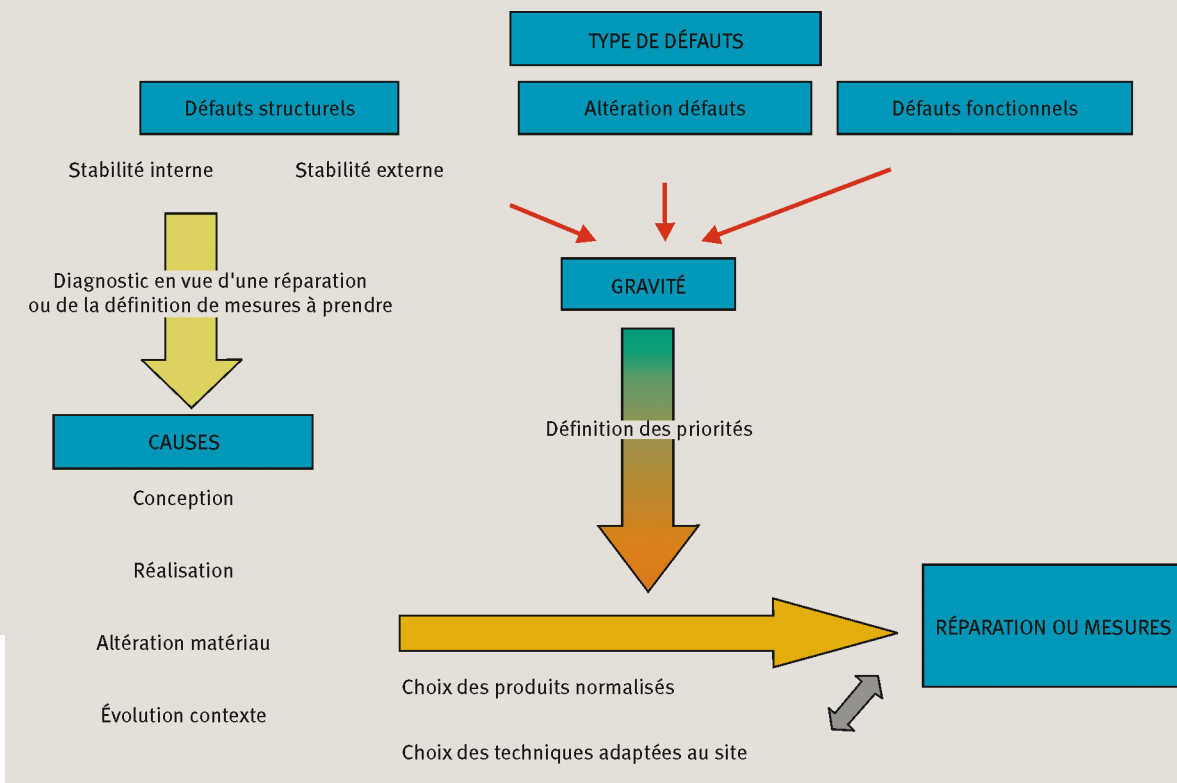 TYPE DE DÉFAUTS
Défauts structurels
Altération défauts
Défauts fonctionnels
Stabilité interne
Stabilité externe
Diagnostic en vue d'une réparation
ou de la définition de mesures à prendre
GRAVITÉ
Définition des priorités
CAUSES
Conception
Réalisation
Altération matériau
Évolution contexte
RÉPARATION OU MESURES
Choix des produits normalisés
Choix des techniques adaptées au site